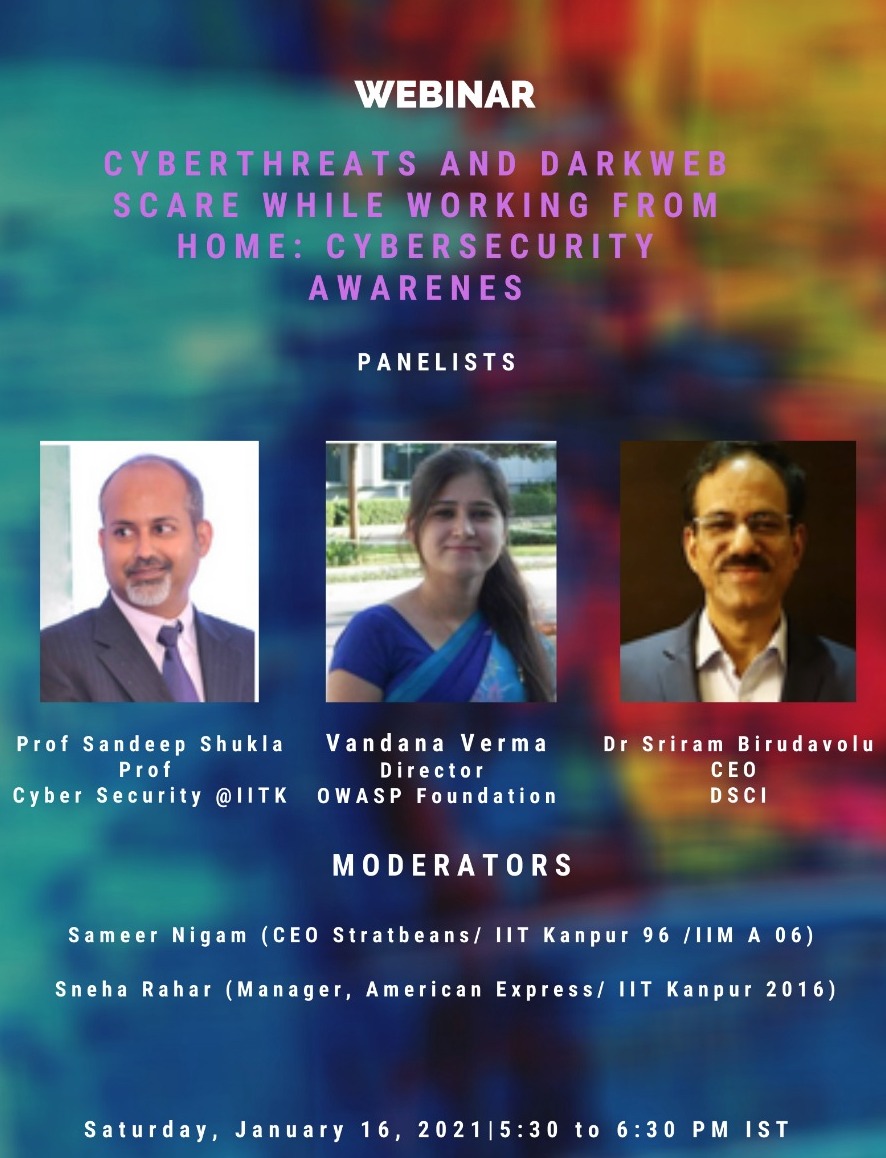 WEBINAR
CYBERTHREATS AND DARKWEB
SCARE WHILE WORKING FROM
HOME: CYBERSECURITY
AWARENES
PANELISTS
Prof Sandeep Shukla
Prof
Cyber Security @IITK
Vandana Verma
Director
OWASP Foundation
Dr Sriram Birudavolu
CEO
DSCI
MODERATORS
Sameer Nigam (CEO Stratbeans/ IIT Kanpur 96 /IIM A 06)
Sneha Rahar (Manager, American Express/ IIT Kanpur 2016)
Saturday, January 16, 2021|5:30 to 6:30 PM IST